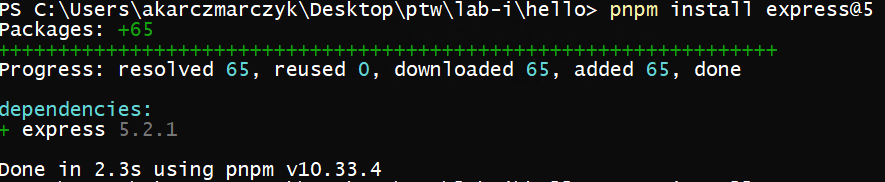 PS C:\Users\akarczmarczyk\Desktop\ptw\lab-i\hello> pnpm install express@5
Packages: +65
+++++++++++++++++++++++++++++++++++++++++++++++++++++++++++++++++
Progress: resolved 65, reused 0, downloaded 65, added 65, done
dependencies:
+ express 5.2.1
Done in 2.3s using pnpm v10.33.4